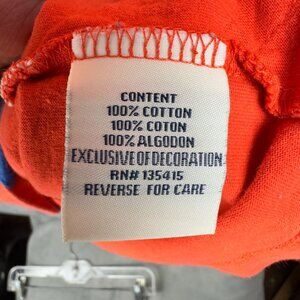 CONTENT
100% COTTON
100% COTON
100% ALGODON
EXCLUSIVE OF DECORATION
RN# 135415
REVERSE FOR CARE